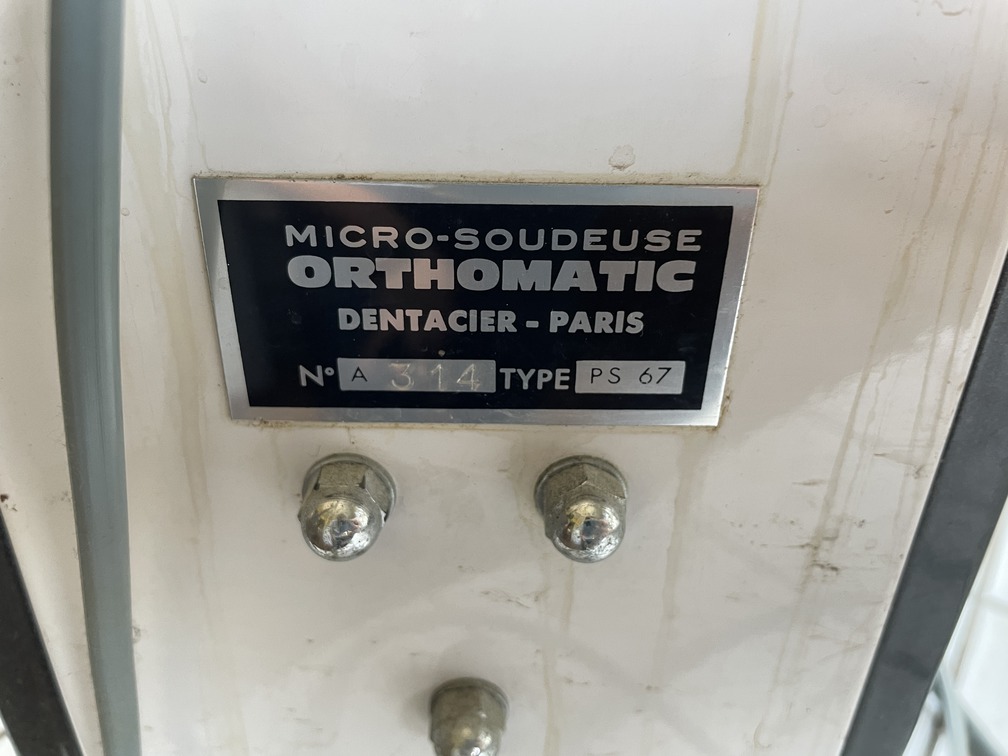 MICRO-SOUDEUSE
ORTHOMATIC
DENTACIER - PARIS
N° A 314 TYPE PS 67